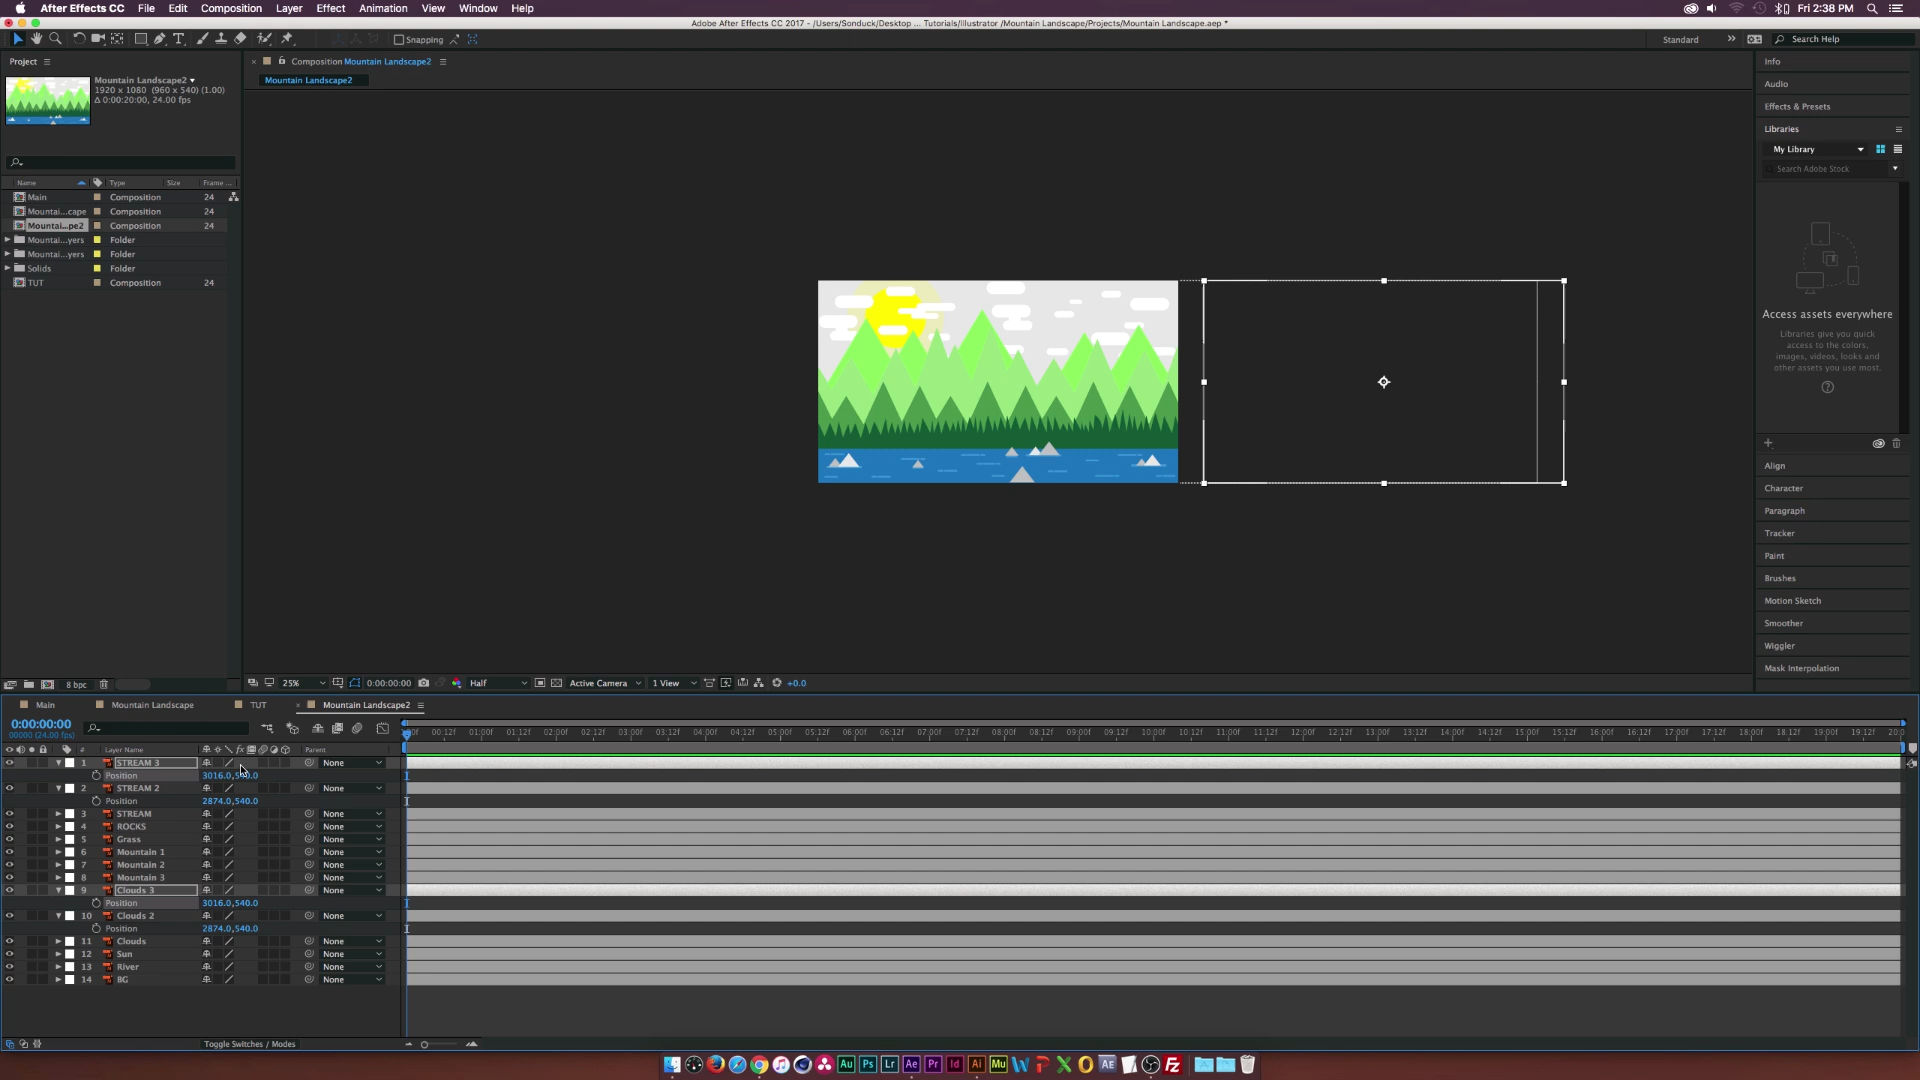 After Effects CC File Edit Composition Layer Effect Animation View Window Help Fri 2:38 PM
Adobe After Effects CC 2017 - /Users/Sonduck/Desktop ... Tutorials/Illustrator /Mountain Landscape/Projects/Mountain Landscape.aep *
Snapping Standard Search Help
Project
Composition Mountain Landscape2
Mountain Landscape2
Mountain Landscape2
1920 x 1080 (960 x 540) (1.00)
Δ 0:00:20:00, 24.00 fps
Name Type Size Frame ...
Main Composition 24
Mountai...cape Composition 24
Mountai...pe2 Composition 24
Mountai...yers Folder
Mountai...yers Folder
Solids Folder
TUT Composition 24
Info
Audio
Effects & Presets
Libraries
My Library
Search Adobe Stock
Access assets everywhere
Libraries give you quick
access to the colors,
images, videos, looks and
other assets you use most.
Align
Character
Paragraph
Tracker
Paint
Brushes
Motion Sketch
Smoother
Wiggler
Mask Interpolation
8 bpc 25% 0:00:00:00 Half Active Camera 1 View +0.0
Main Mountain Landscape TUT Mountain Landscape2
0:00:00:00
00000 (24.00 fps)
00:12f 01:00f 01:12f 02:00f 02:12f 03:00f 03:12f 04:00f 04:12f 05:00f 05:12f 06:00f 06:12f 07:00f 07:12f 08:00f 08:12f 09:00f 09:12f 10:00f 10:12f 11:00f 11:12f 12:00f 12:12f 13:00f 13:12f 14:00f 14:12f 15:00f 15:12f 16:00f 16:12f 17:00f 17:12f 18:00f 18:12f 19:00f 19:12f
# Layer Name Parent
1 STREAM 3 None
Position 3016.0,540.0
2 STREAM 2 None
Position 2874.0,540.0
3 STREAM None
4 ROCKS None
5 Grass None
6 Mountain 1 None
7 Mountain 2 None
8 Mountain 3 None
9 Clouds 3 None
Position 3016.0,540.0
10 Clouds 2 None
Position 2874.0,540.0
11 Clouds None
12 Sun None
13 River None
14 BG None
Toggle Switches / Modes
Au Ps Lr Ae Pr Id Ai Mu AE Fz